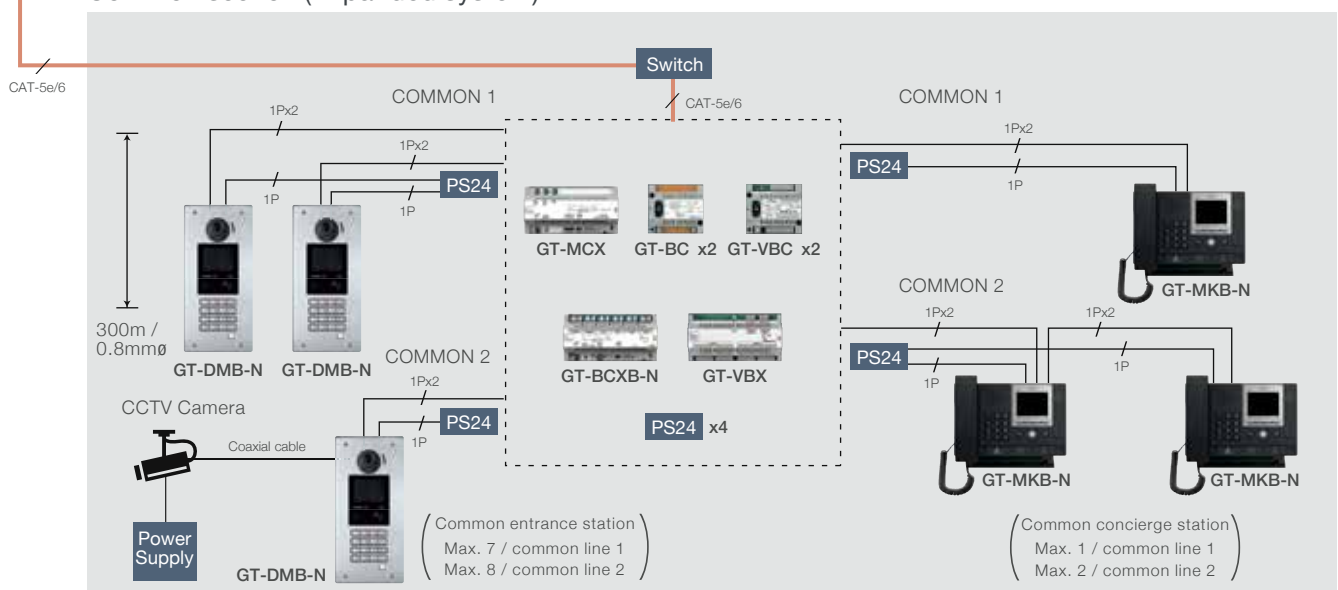 CAT-5e/6
Switch
CAT-5e/6
COMMON 1
1Px2
1Px2
1P
1P
PS24
300m /
0.8mmø
GT-DMB-N
GT-DMB-N
COMMON 2
1Px2
1P
PS24
CCTV Camera
Coaxial cable
Power
Supply
GT-DMB-N
Common entrance station
Max. 7 / common line 1
Max. 8 / common line 2
GT-MCX
GT-BC x2
GT-VBC x2
GT-BCXB-N
GT-VBX
PS24 x4
COMMON 1
1Px2
PS24
1P
GT-MKB-N
COMMON 2
1Px2
1Px2
PS24
1P
1P
GT-MKB-N
GT-MKB-N
Common concierge station
Max. 1 / common line 1
Max. 2 / common line 2